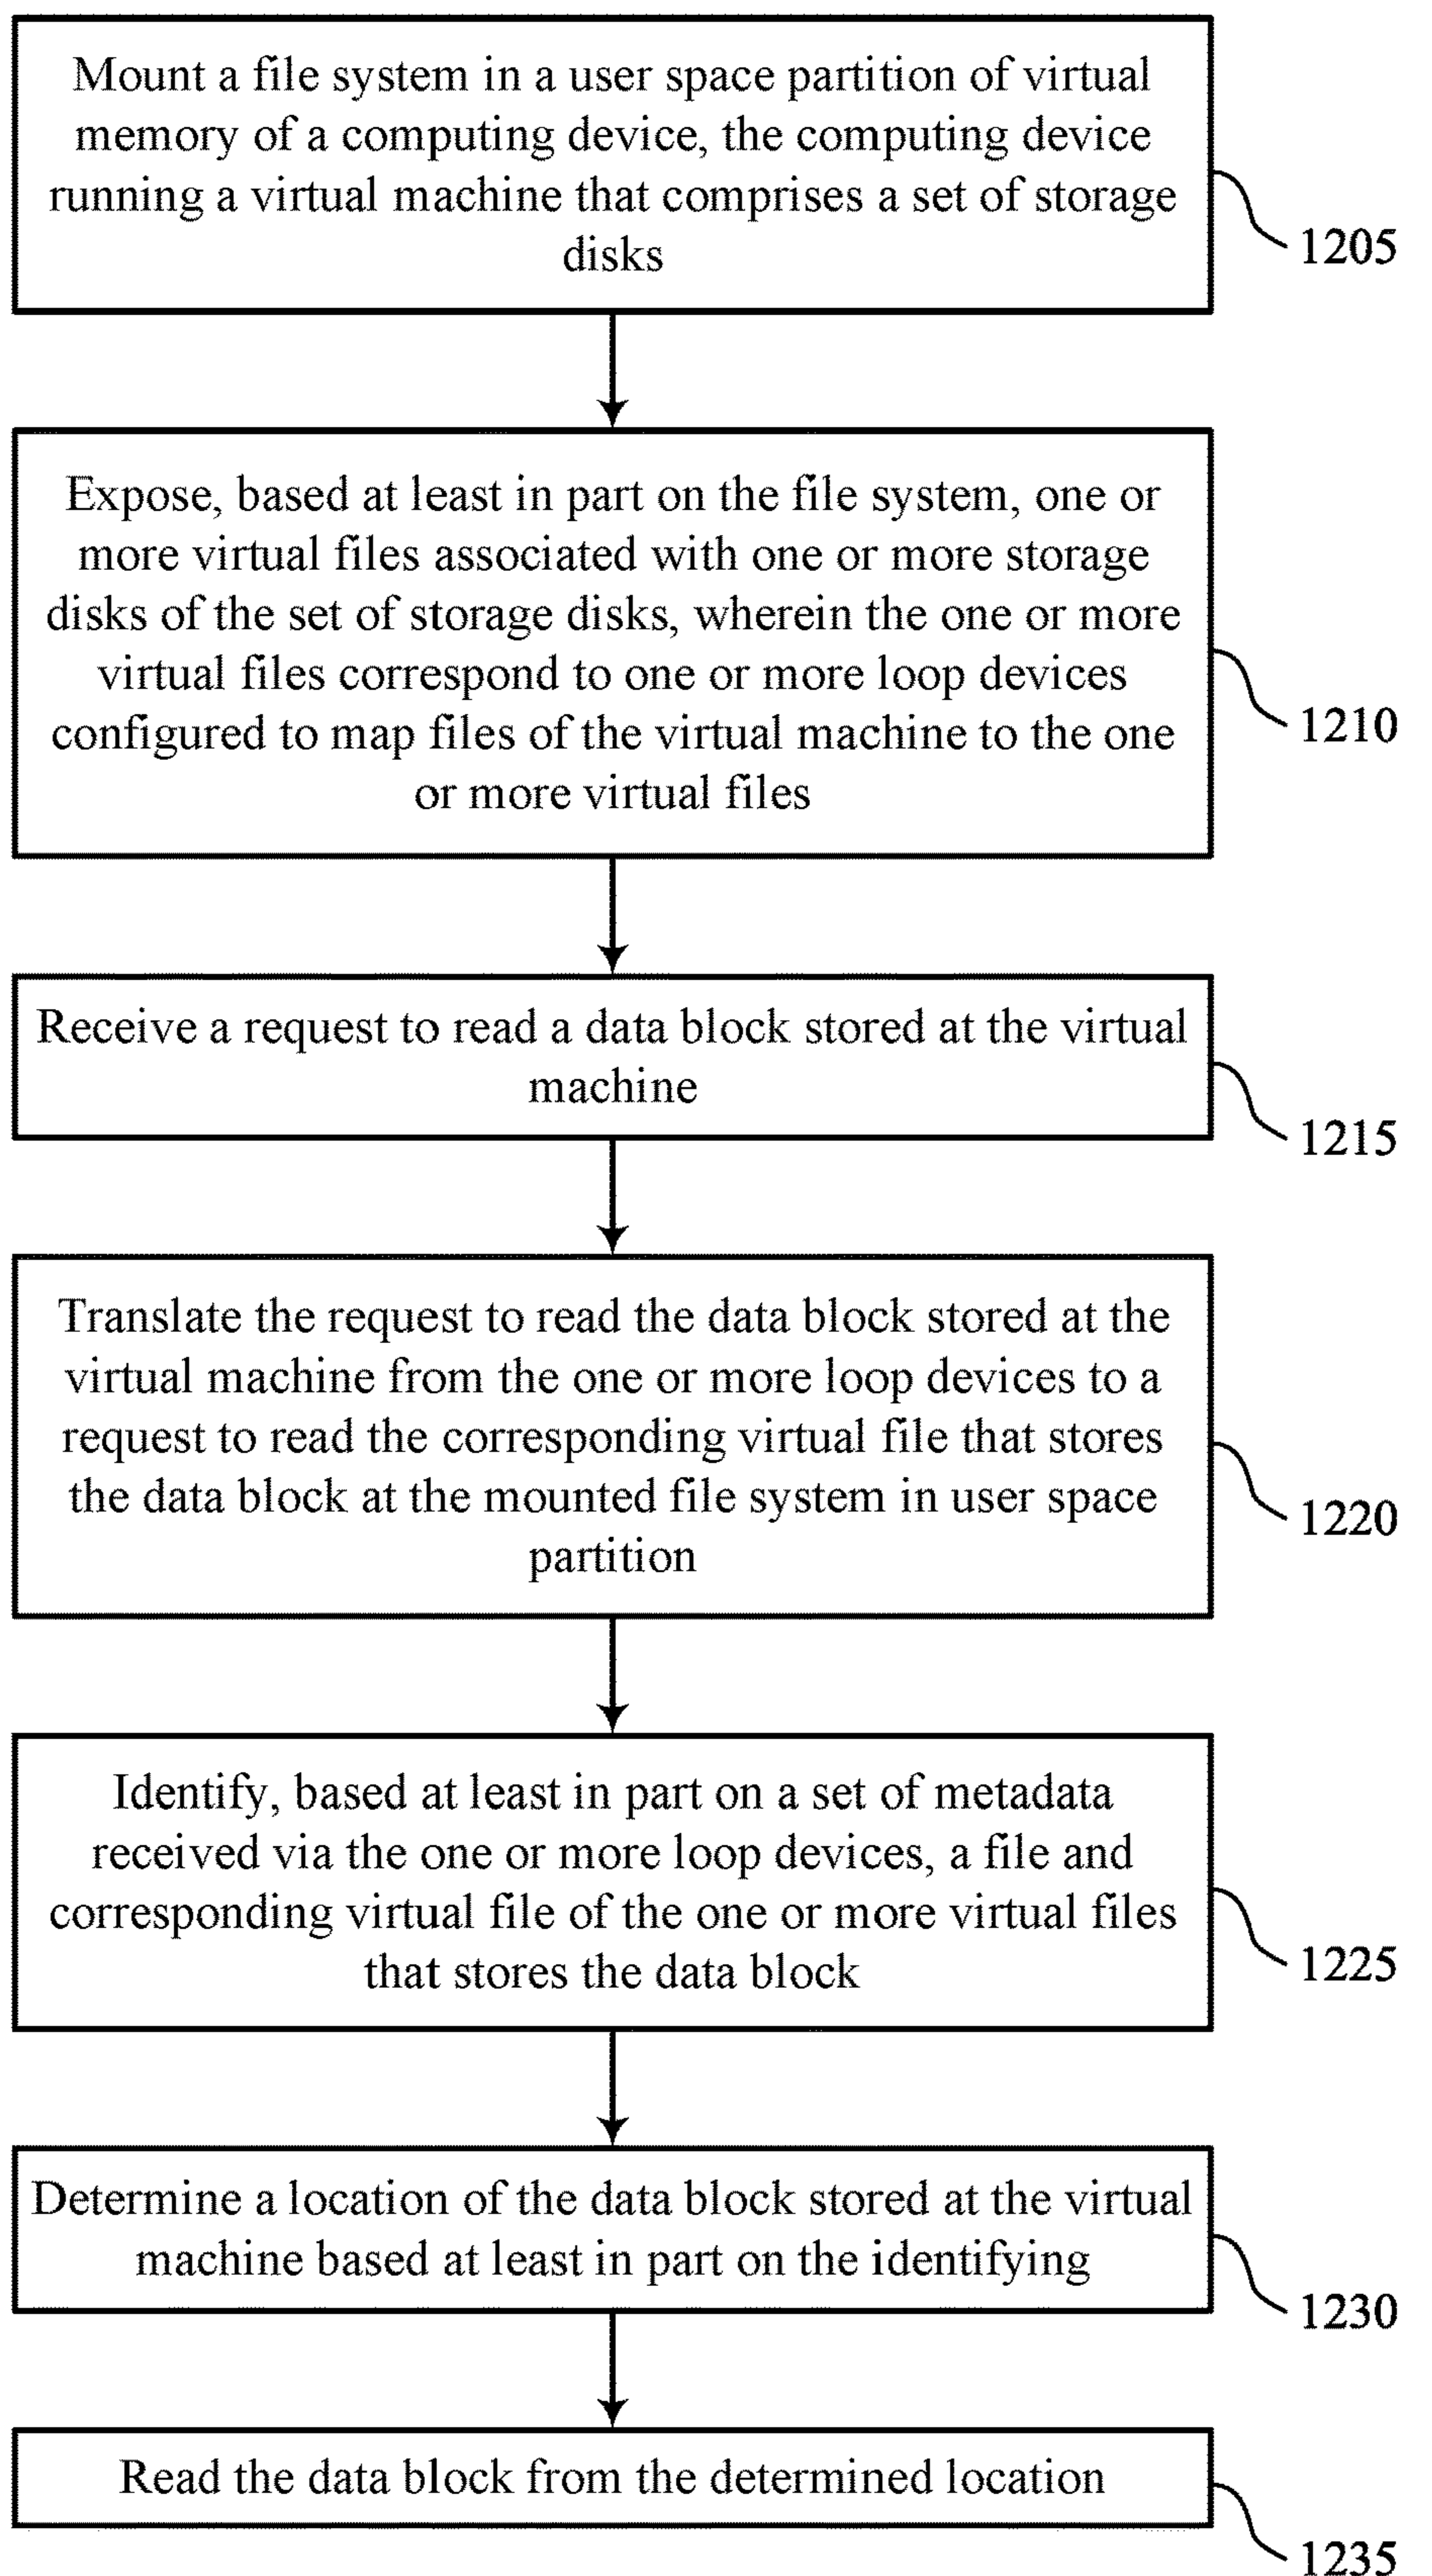 Mount a file system in a user space partition of virtual
memory of a computing device, the computing device
running a virtual machine that comprises a set of storage
disks
1205
Expose, based at least in part on the file system, one or
more virtual files associated with one or more storage
disks of the set of storage disks, wherein the one or more
virtual files correspond to one or more loop devices
configured to map files of the virtual machine to the one
or more virtual files
1210
Receive a request to read a data block stored at the virtual
machine
1215
Translate the request to read the data block stored at the
virtual machine from the one or more loop devices to a
request to read the corresponding virtual file that stores
the data block at the mounted file system in user space
partition
1220
Identify, based at least in part on a set of metadata
received via the one or more loop devices, a file and
corresponding virtual file of the one or more virtual files
that stores the data block
1225
Determine a location of the data block stored at the virtual
machine based at least in part on the identifying
1230
Read the data block from the determined location
1235